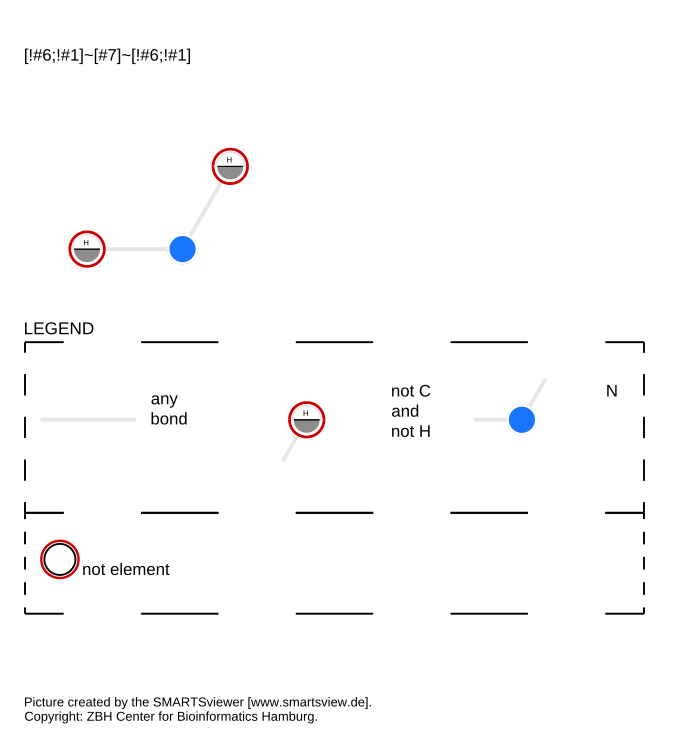 [!#6;!#1]~[#7]~[!#6;!#1]
H
H
LEGEND
any
bond
H
not C
and
not H
N
not element
Picture created by the SMARTSviewer [www.smartsview.de].
Copyright: ZBH Center for Bioinformatics Hamburg.